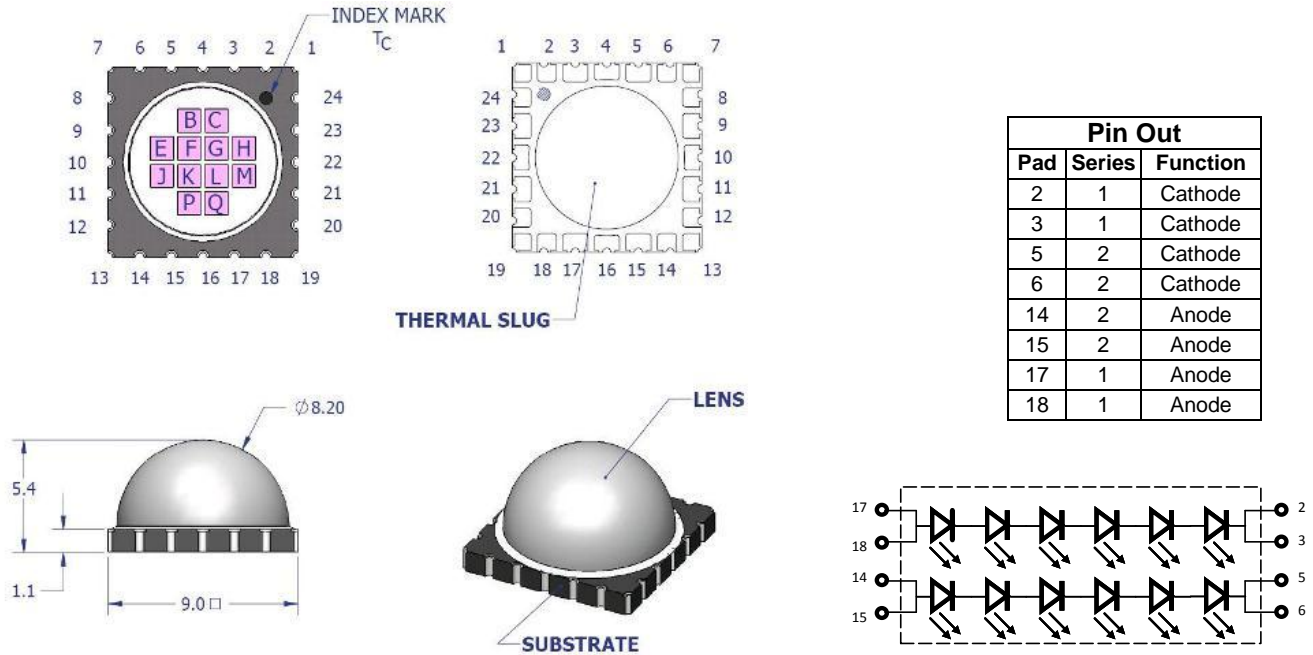 INDEX MARK
TC
7 6 5 4 3 2 1
8 24
9 23
10 22
11 21
12 20
13 14 15 16 17 18 19
B C
E F G H
J K L M
P Q
1 2 3 4 5 6 7
24 8
23 9
22 10
21 11
20 12
19 18 17 16 15 14 13
THERMAL SLUG
Pin Out
Pad Series Function
2 1 Cathode
3 1 Cathode
5 2 Cathode
6 2 Cathode
14 2 Anode
15 2 Anode
17 1 Anode
18 1 Anode
∅8.20
5.4
1.1
9.0 □
LENS
SUBSTRATE
17 2
18 3
14 5
15 6